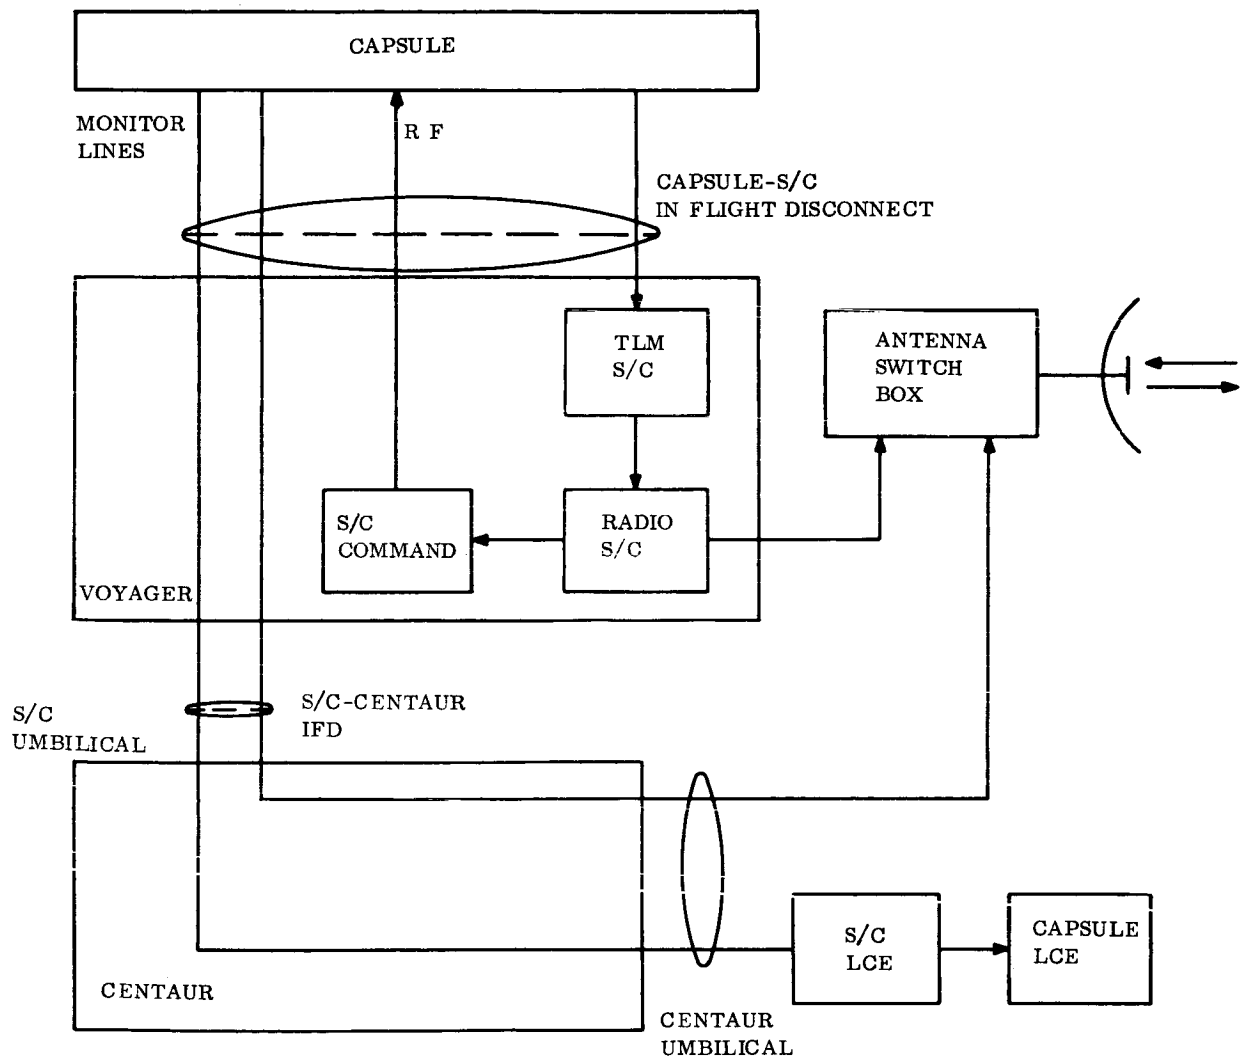 CAPSULE
MONITOR
LINES
R F
CAPSULE-S/C
IN FLIGHT DISCONNECT
TLM
S/C
ANTENNA
SWITCH
BOX
S/C
COMMAND
RADIO
S/C
VOYAGER
S/C
UMBILICAL
S/C-CENTAUR
IFD
S/C
LCE
CAPSULE
LCE
CENTAUR
CENTAUR
UMBILICAL